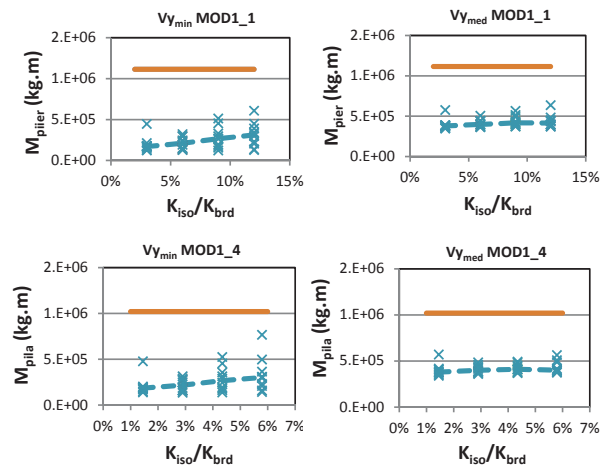 Vymin MOD1_1
2.E+06
1.E+06
5.E+05
0.E+00
Mpiier (kg.m)
0% 5% 10% 15%
Kiso/Kbrd
Vymed MOD1_1
2.E+06
1.E+06
5.E+05
0.E+00
Mpier (kg.m)
0% 5% 10% 15%
Kiso/Kbrd
Vymin MOD1_4
2.E+06
1.E+06
5.E+05
0.E+00
Mpila (kg.m)
0% 1% 2% 3% 4% 5% 6% 7%
Kiso/Kbrd
Vymed MOD1_4
2.E+06
1.E+06
5.E+05
0.E+00
Mpila (kg.m)
0% 1% 2% 3% 4% 5% 6% 7%
Kiso/Kbrd